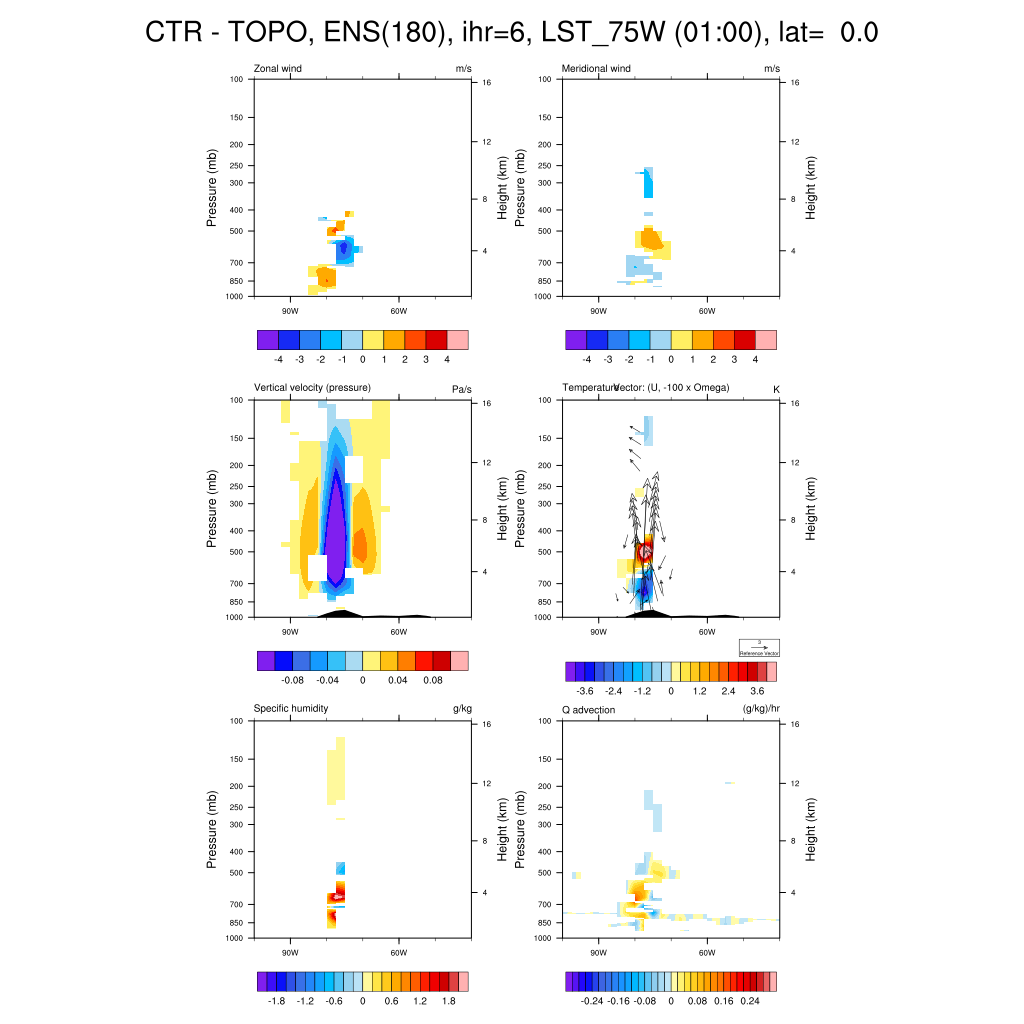 CTR - TOPO, ENS(180), ihr=6, LST_75W (01:00), lat=  0.0
Zonal wind m/s
100
150
200
250
300
400
500
700
850
1000
Pressure (mb)
16
12
8
4
Height (km)
90W 60W
-4 -3 -2 -1 0 1 2 3 4
Meridional wind m/s
100
150
200
250
300
400
500
700
850
1000
Pressure (mb)
16
12
8
4
Height (km)
90W 60W
-4 -3 -2 -1 0 1 2 3 4
Vertical velocity (pressure) Pa/s
100
150
200
250
300
400
500
700
850
1000
Pressure (mb)
16
12
8
4
Height (km)
90W 60W
-0.08 -0.04 0 0.04 0.08
Temperature Vector: (U, -100 x Omega) K
100
150
200
250
300
400
500
700
850
1000
Pressure (mb)
16
12
8
4
Height (km)
90W 60W
3
Reference Vector
-3.6 -2.4 -1.2 0 1.2 2.4 3.6
Specific humidity g/kg
100
150
200
250
300
400
500
700
850
1000
Pressure (mb)
16
12
8
4
Height (km)
90W 60W
-1.8 -1.2 -0.6 0 0.6 1.2 1.8
Q advection (g/kg)/hr
100
150
200
250
300
400
500
700
850
1000
Pressure (mb)
16
12
8
4
Height (km)
90W 60W
-0.24 -0.16 -0.08 0 0.08 0.16 0.24